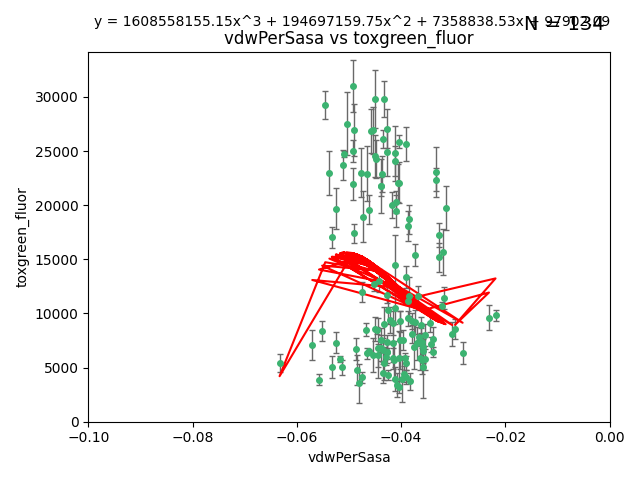 y = 1608558155.15x^3 + 194697159.75x^2 + 7358838.53x +
N = 134
vdwPerSasa vs toxgreen_fluor
30000
25000
20000
15000
10000
5000
0
toxgreen_fluor
−0.10 −0.08 −0.06 −0.04 −0.02 0.00
vdwPerSasa